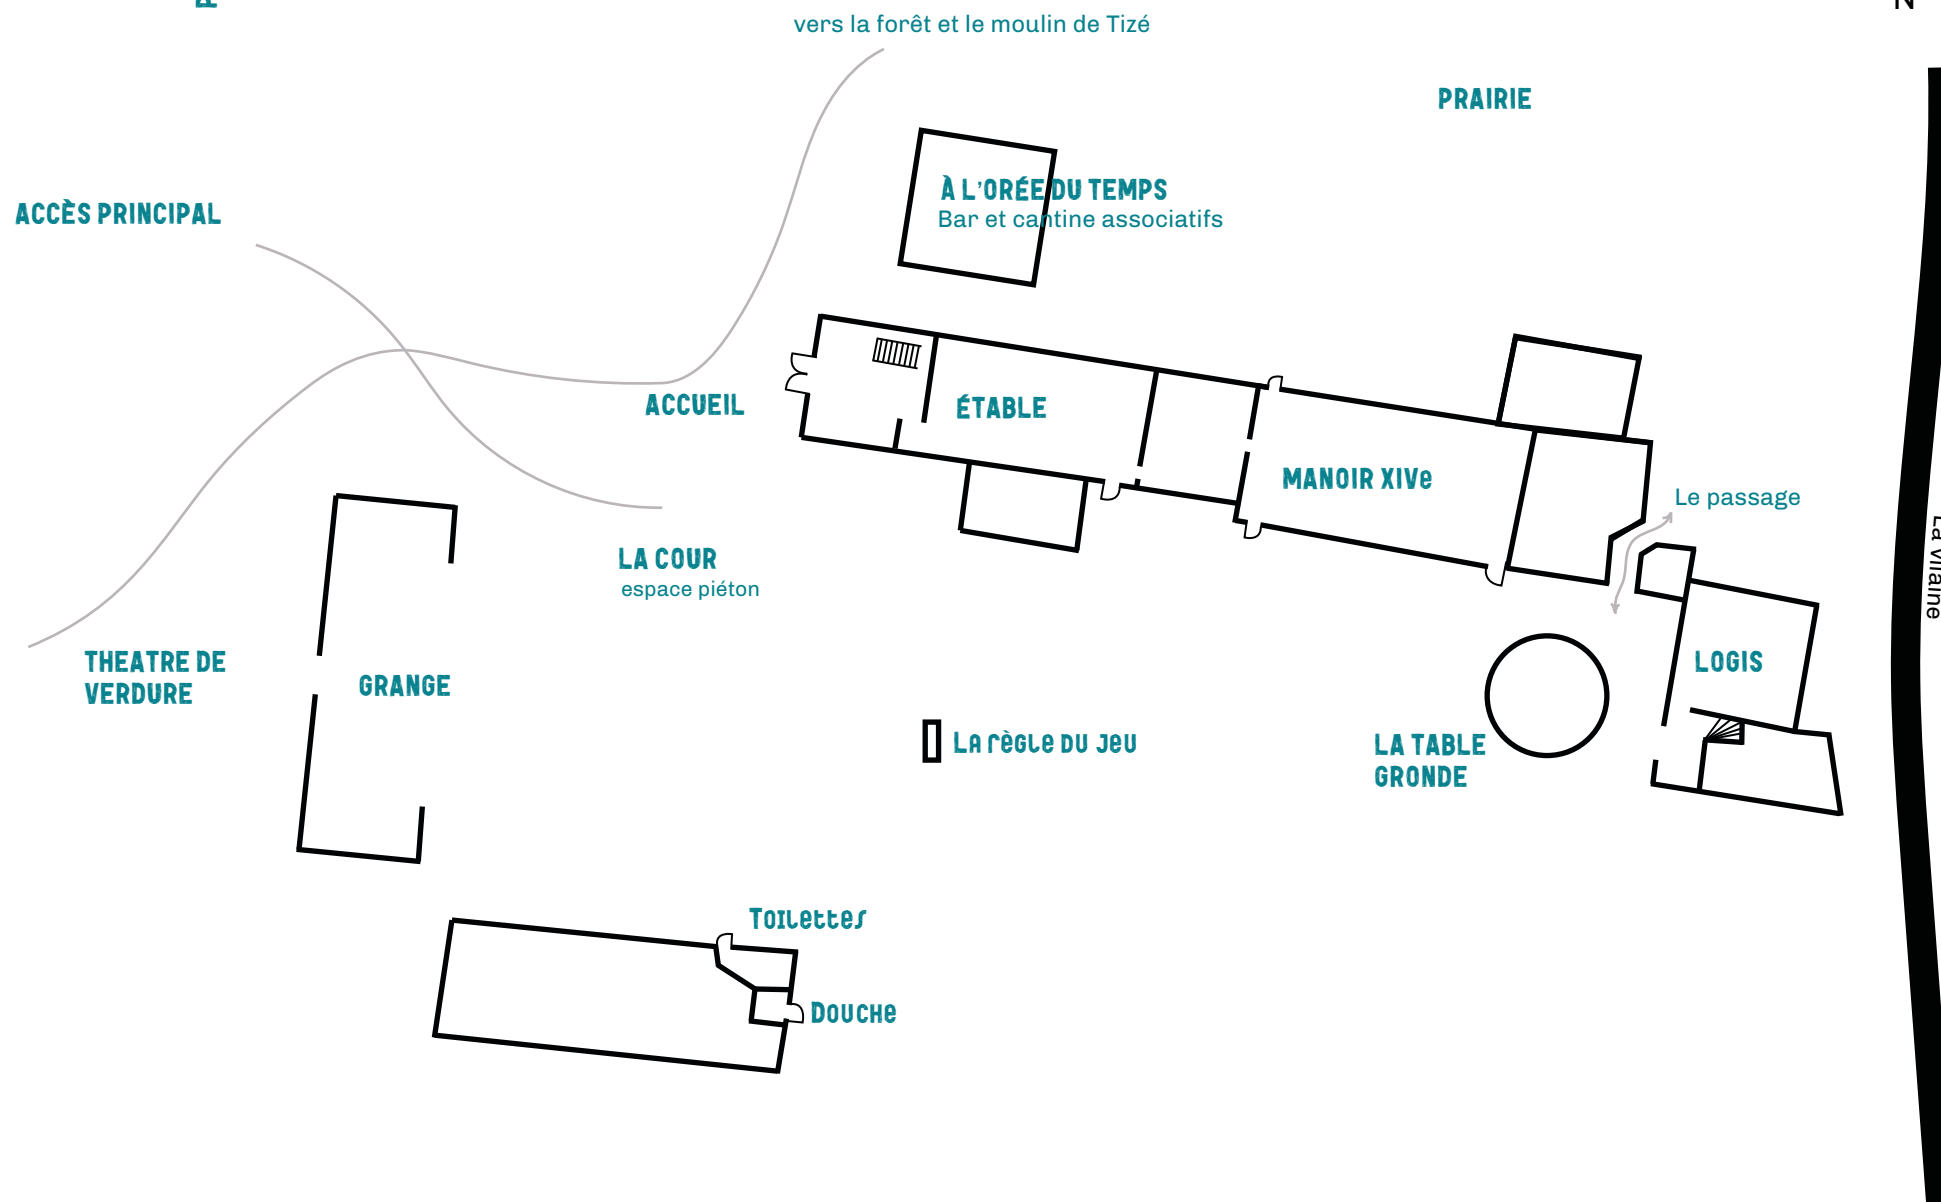 vers la forêt et le moulin de Tizé
N
PRAIRIE
À L'ORÉE DU TEMPS
Bar et cantine associatifs
ACCÈS PRINCIPAL
ACCUEIL
ÉTABLE
MANOIR XIVe
Le passage
LA COUR
espace piéton
La Vilaine
THEATRE DE
VERDURE
GRANGE
LOGIS
La règle du jeu
LA TABLE
GRONDE
Toilettes
Douche